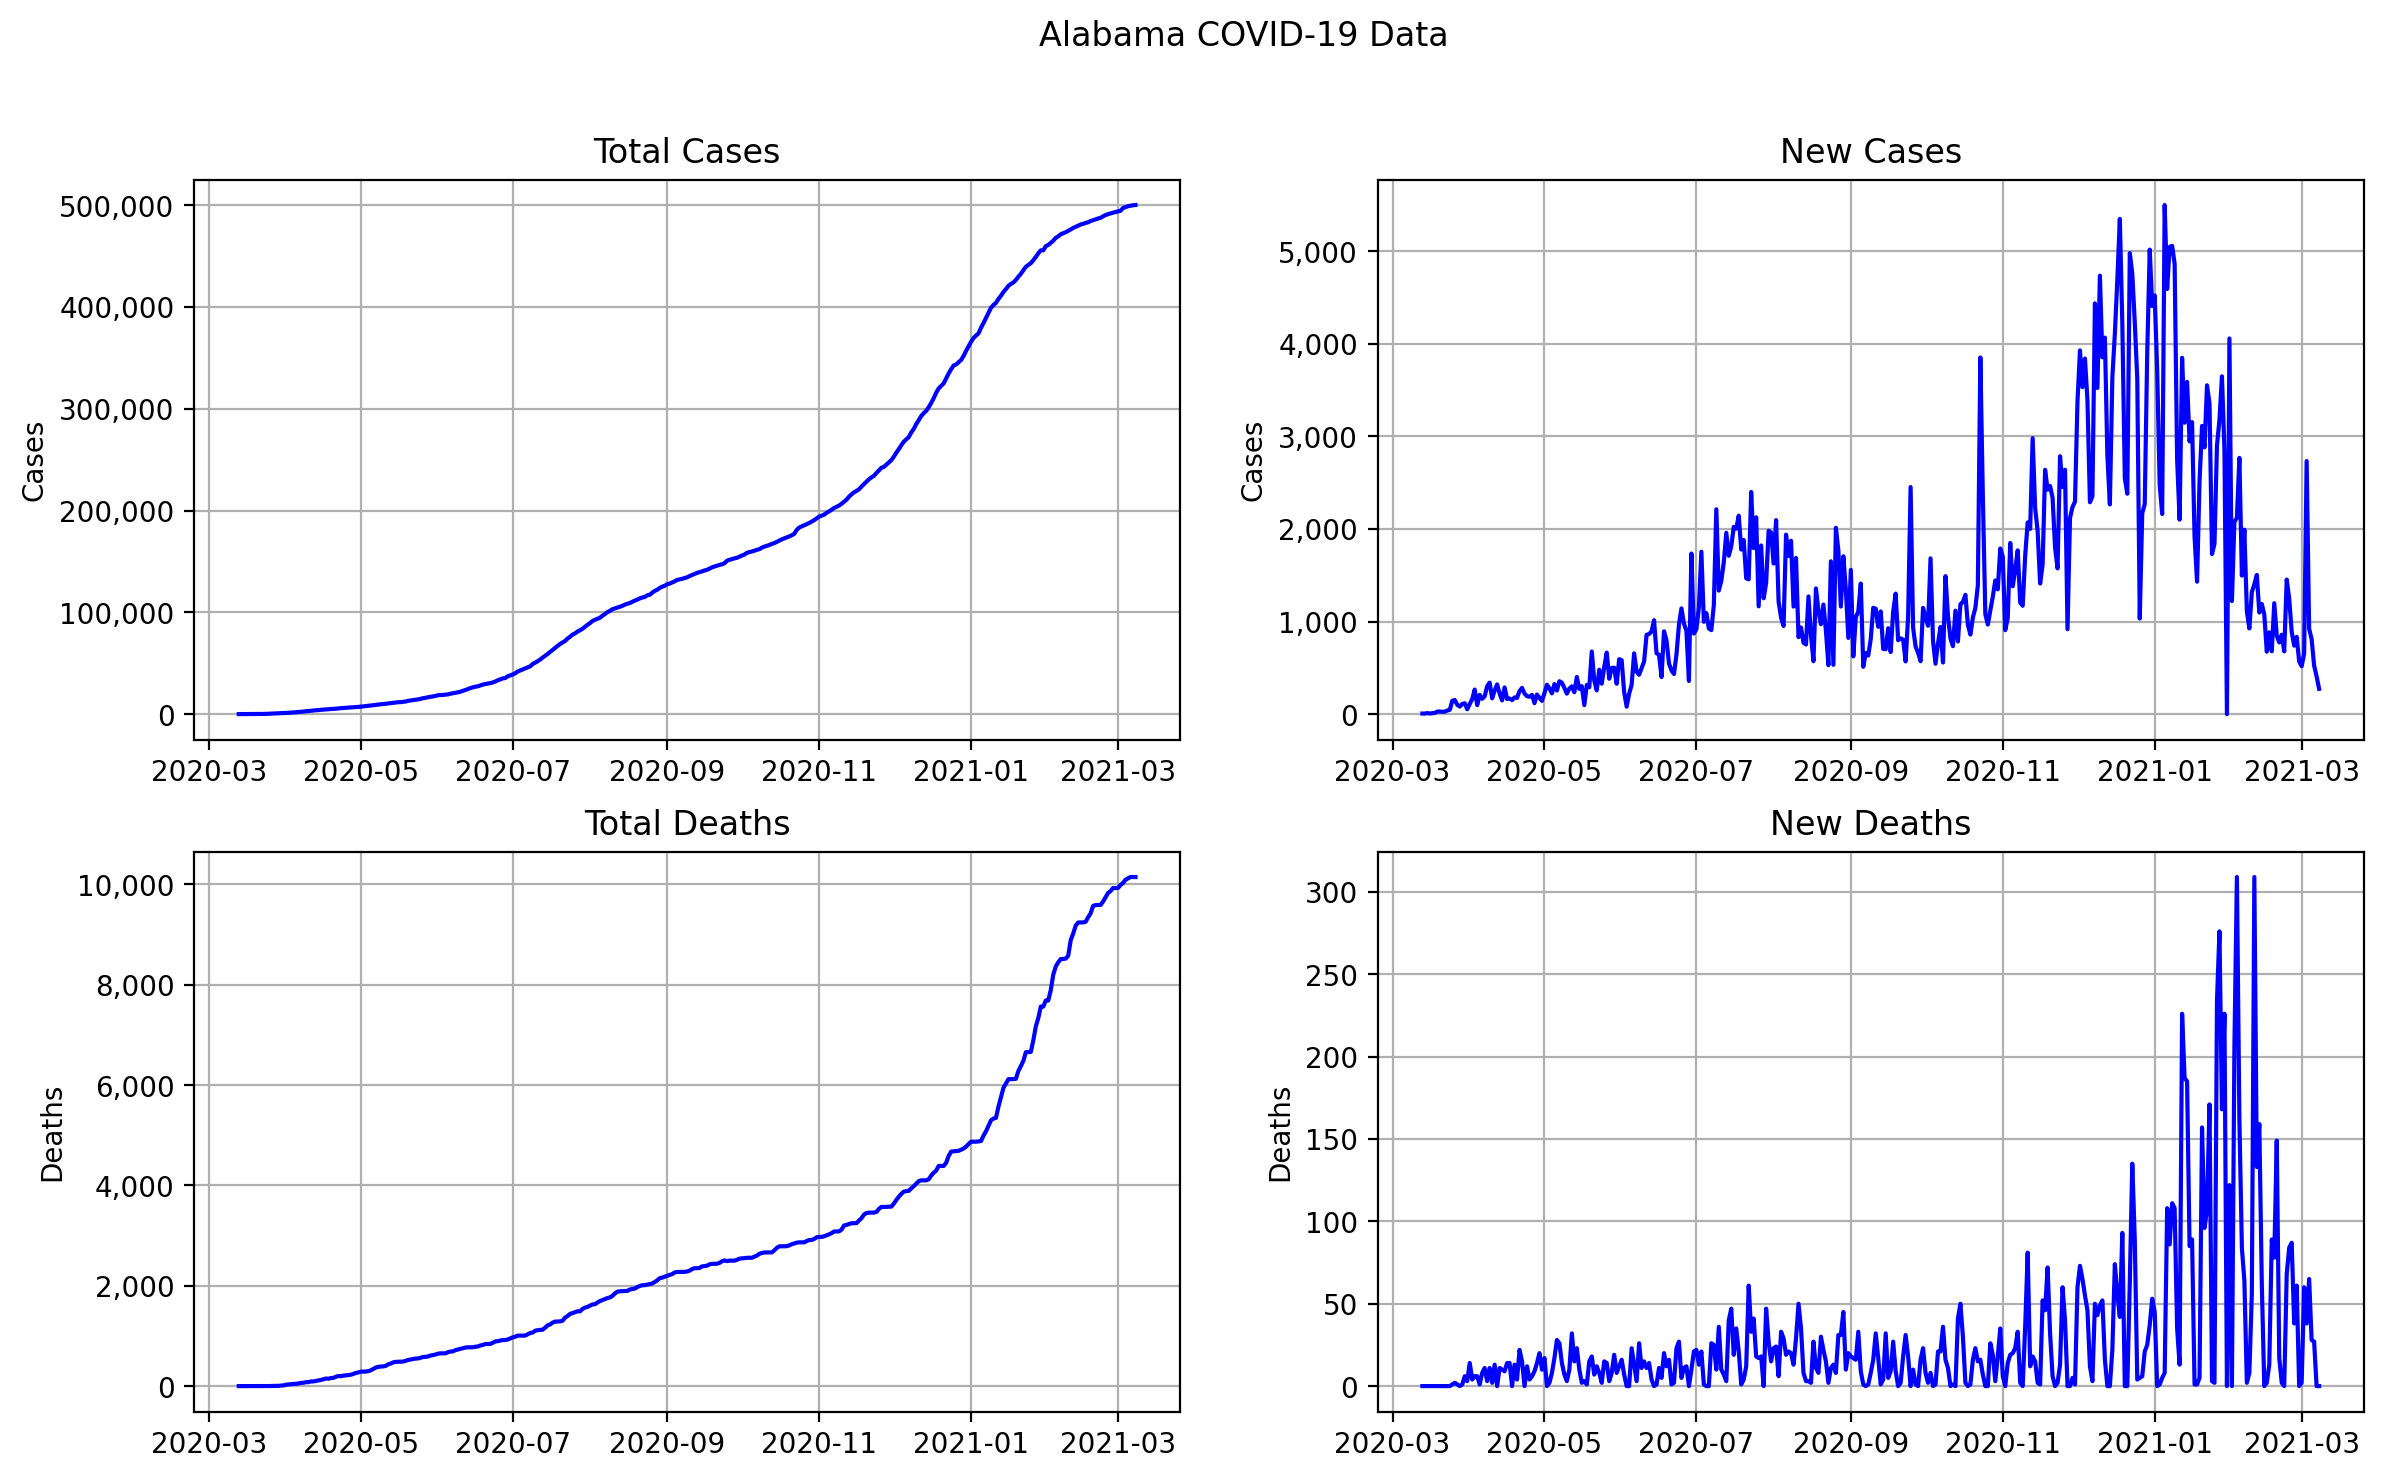 Alabama COVID-19 Data
Total Cases
Cases
500,000
400,000
300,000
200,000
100,000
0
2020-03 2020-05 2020-07 2020-09 2020-11 2021-01 2021-03
New Cases
Cases
5,000
4,000
3,000
2,000
1,000
0
2020-03 2020-05 2020-07 2020-09 2020-11 2021-01 2021-03
Total Deaths
Deaths
10,000
8,000
6,000
4,000
2,000
0
2020-03 2020-05 2020-07 2020-09 2020-11 2021-01 2021-03
New Deaths
Deaths
300
250
200
150
100
50
0
2020-03 2020-05 2020-07 2020-09 2020-11 2021-01 2021-03